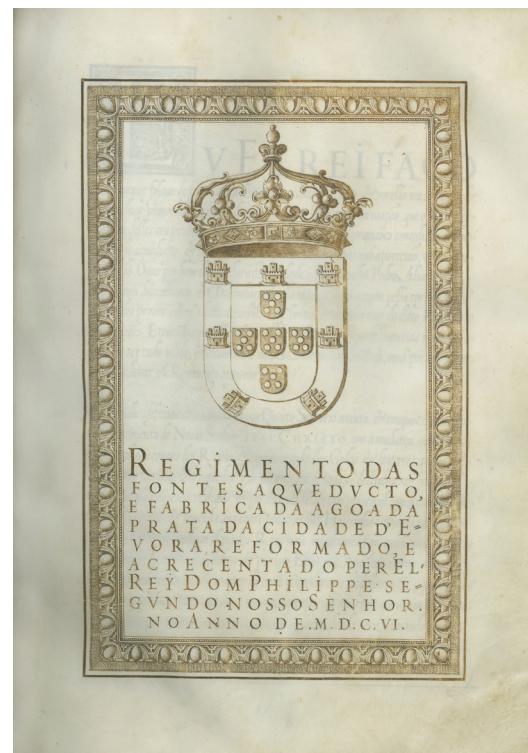 REGIMENTO DAS
FONTES AQVEDVCTO,
E FABRICA DA AGOA DA
PRATA DA CIDADE D'E=
VORA, REFORMADO, E
ACRECENTADO PER EL'
REY DOM PHILIPPE SE=
GVNDO NOSSO SENHOR.
NO ANNO DE.M.D.C.VI.